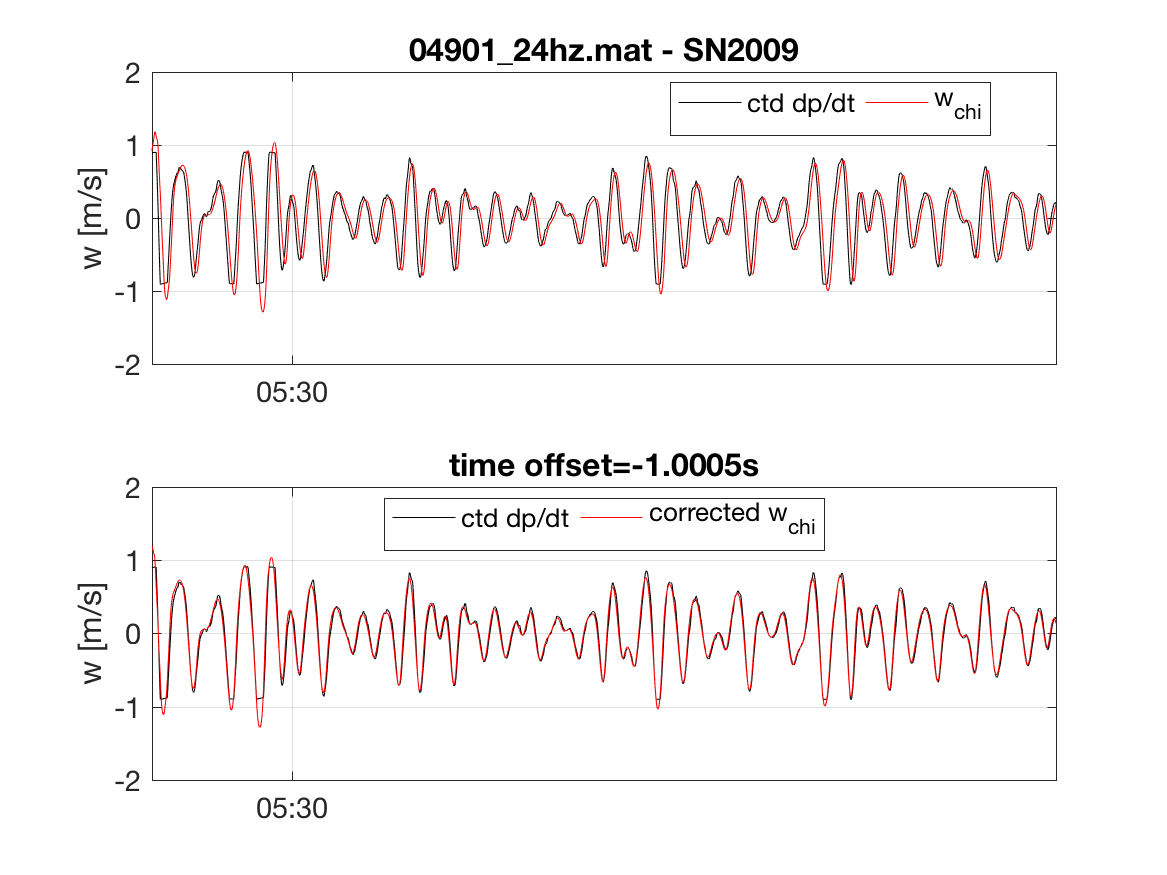 04901_24hz.mat - SN2009
ctd dp/dt w_chi
2
1
0
-1
-2
w [m/s]
05:30
time offset=-1.0005s
ctd dp/dt corrected w_chi
2
1
0
-1
-2
w [m/s]
05:30